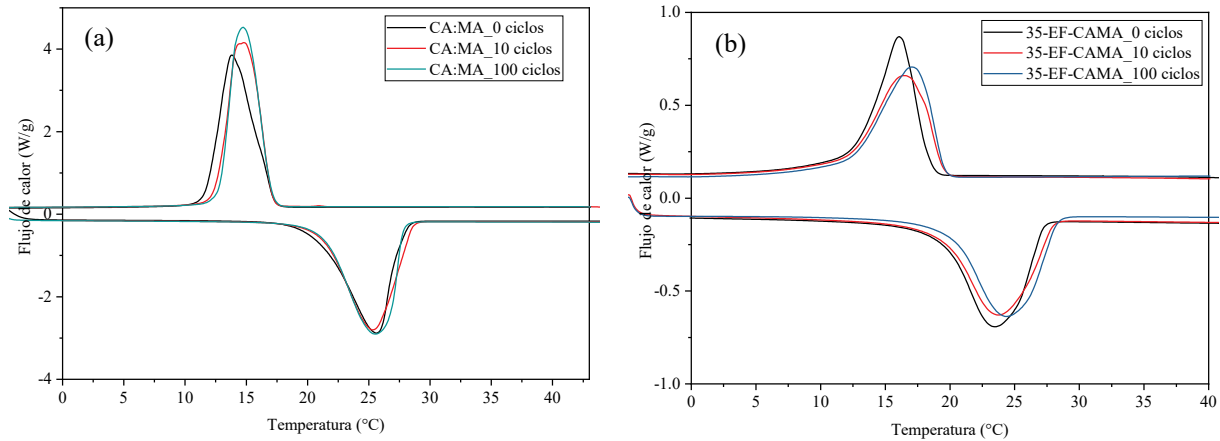 (a)
CA:MA_0 ciclos
CA:MA_10 ciclos
CA:MA_100 ciclos
4
2
0
-2
-4
Flujo de calor (W/g)
0 5 10 15 20 25 30 35 40
Temperatura (°C)
(b)
35-EF-CAMA_0 ciclos
35-EF-CAMA_10 ciclos
35-EF-CAMA_100 ciclos
1.0
0.5
0.0
-0.5
-1.0
Flujo de calor (W/g)
0 5 10 15 20 25 30 35 40
Temperatura (°C)